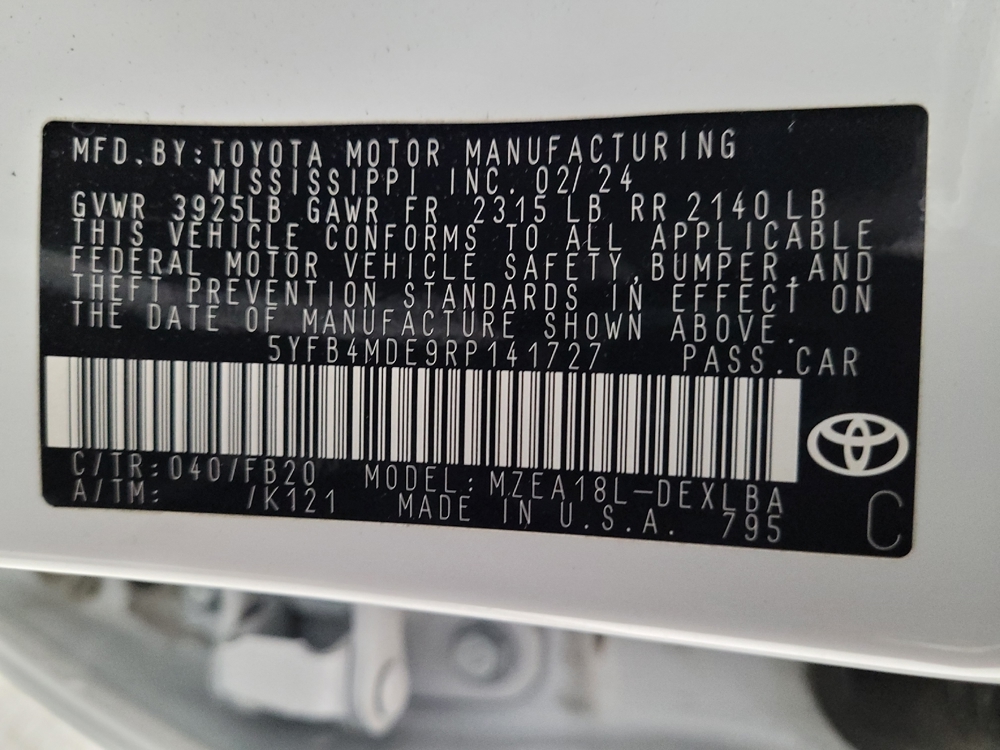 MFD.BY:TOYOTA MOTOR MANUFACTURING
MISSISSIPPI INC. 02/24
GVWR 3925LB GAWR FR 2315 LB RR 2140 LB
THIS VEHICLE CONFORMS TO ALL APPLICABLE
FEDERAL MOTOR VEHICLE SAFETY,BUMPER,AND
THEFT PREVENTION STANDARDS IN EFFECT ON
THE DATE OF MANUFACTURE SHOWN ABOVE.
5YFB4MDE9RP141727 PASS.CAR
C/TR:040/FB20 MODEL:MZEA18L-DEXLBA
A/TM: /K121 MADE IN U.S.A. 795
C